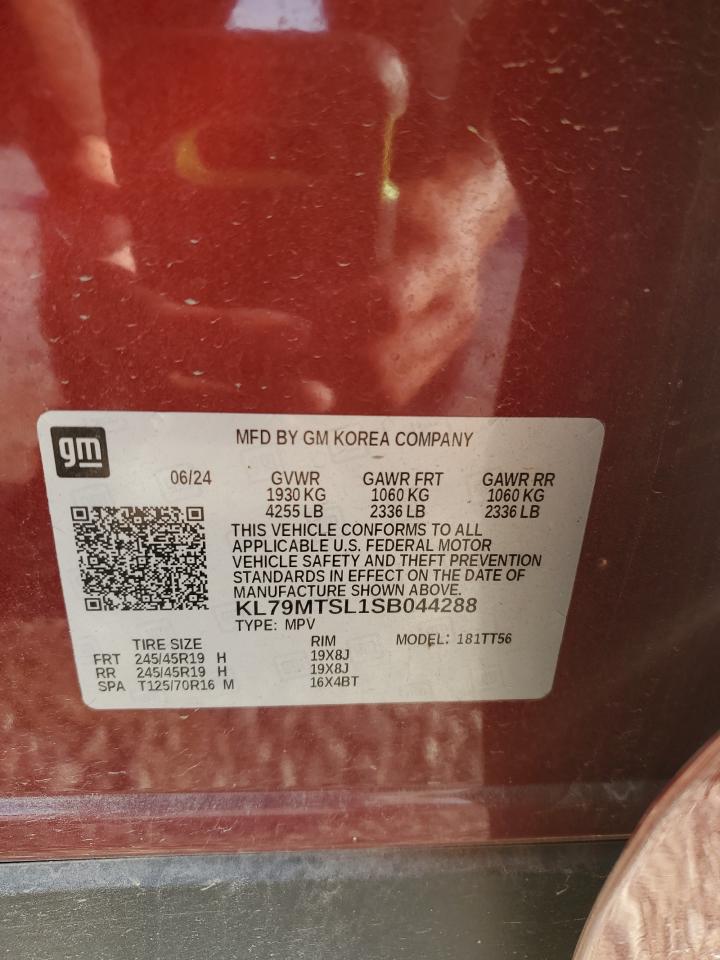 gm
MFD BY GM KOREA COMPANY
06/24 GVWR GAWR FRT GAWR RR
1930 KG 1060 KG 1060 KG
4255 LB 2336 LB 2336 LB
THIS VEHICLE CONFORMS TO ALL
APPLICABLE U.S. FEDERAL MOTOR
VEHICLE SAFETY AND THEFT PREVENTION
STANDARDS IN EFFECT ON THE DATE OF
MANUFACTURE SHOWN ABOVE.
KL79MTSL1SB044288
TYPE: MPV
TIRE SIZE RIM MODEL: 181TT56
FRT 245/45R19 H 19X8J
RR 245/45R19 H 19X8J
SPA T125/70R16 M 16X4BT